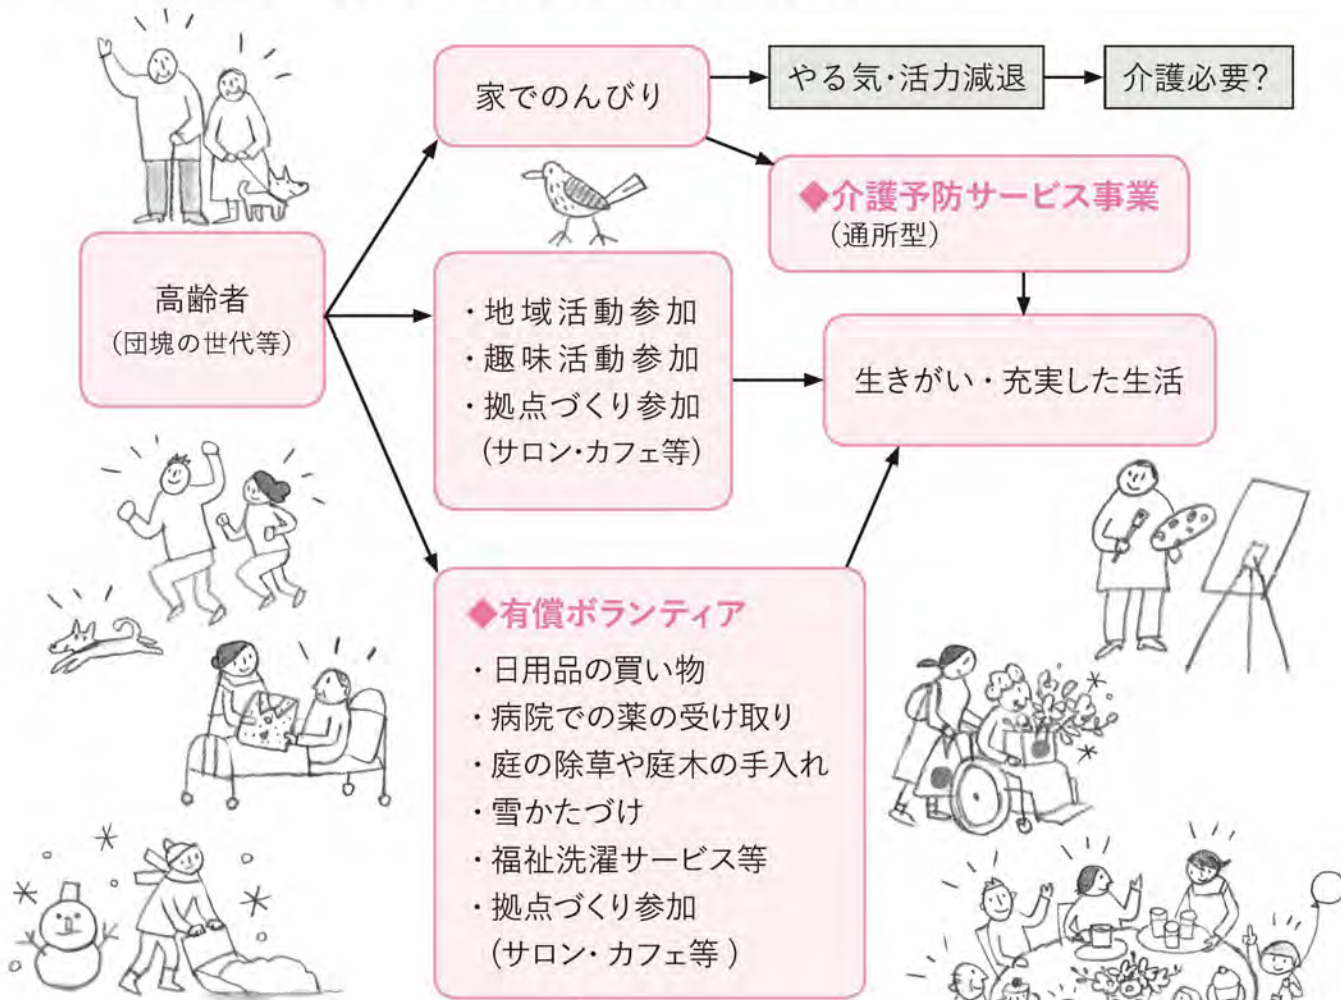 家でのんびり
やる気・活力減退
介護必要？
◆介護予防サービス事業
（通所型）
高齢者
（団塊の世代等）
・地域活動参加
・趣味活動参加
・拠点づくり参加
（サロン・カフェ等）
生きがい・充実した生活
◆有償ボランティア
・日用品の買い物
・病院での薬の受け取り
・庭の除草や庭木の手入れ
・雪かたづけ
・福祉洗濯サービス等
・拠点づくり参加
（サロン・カフェ等）